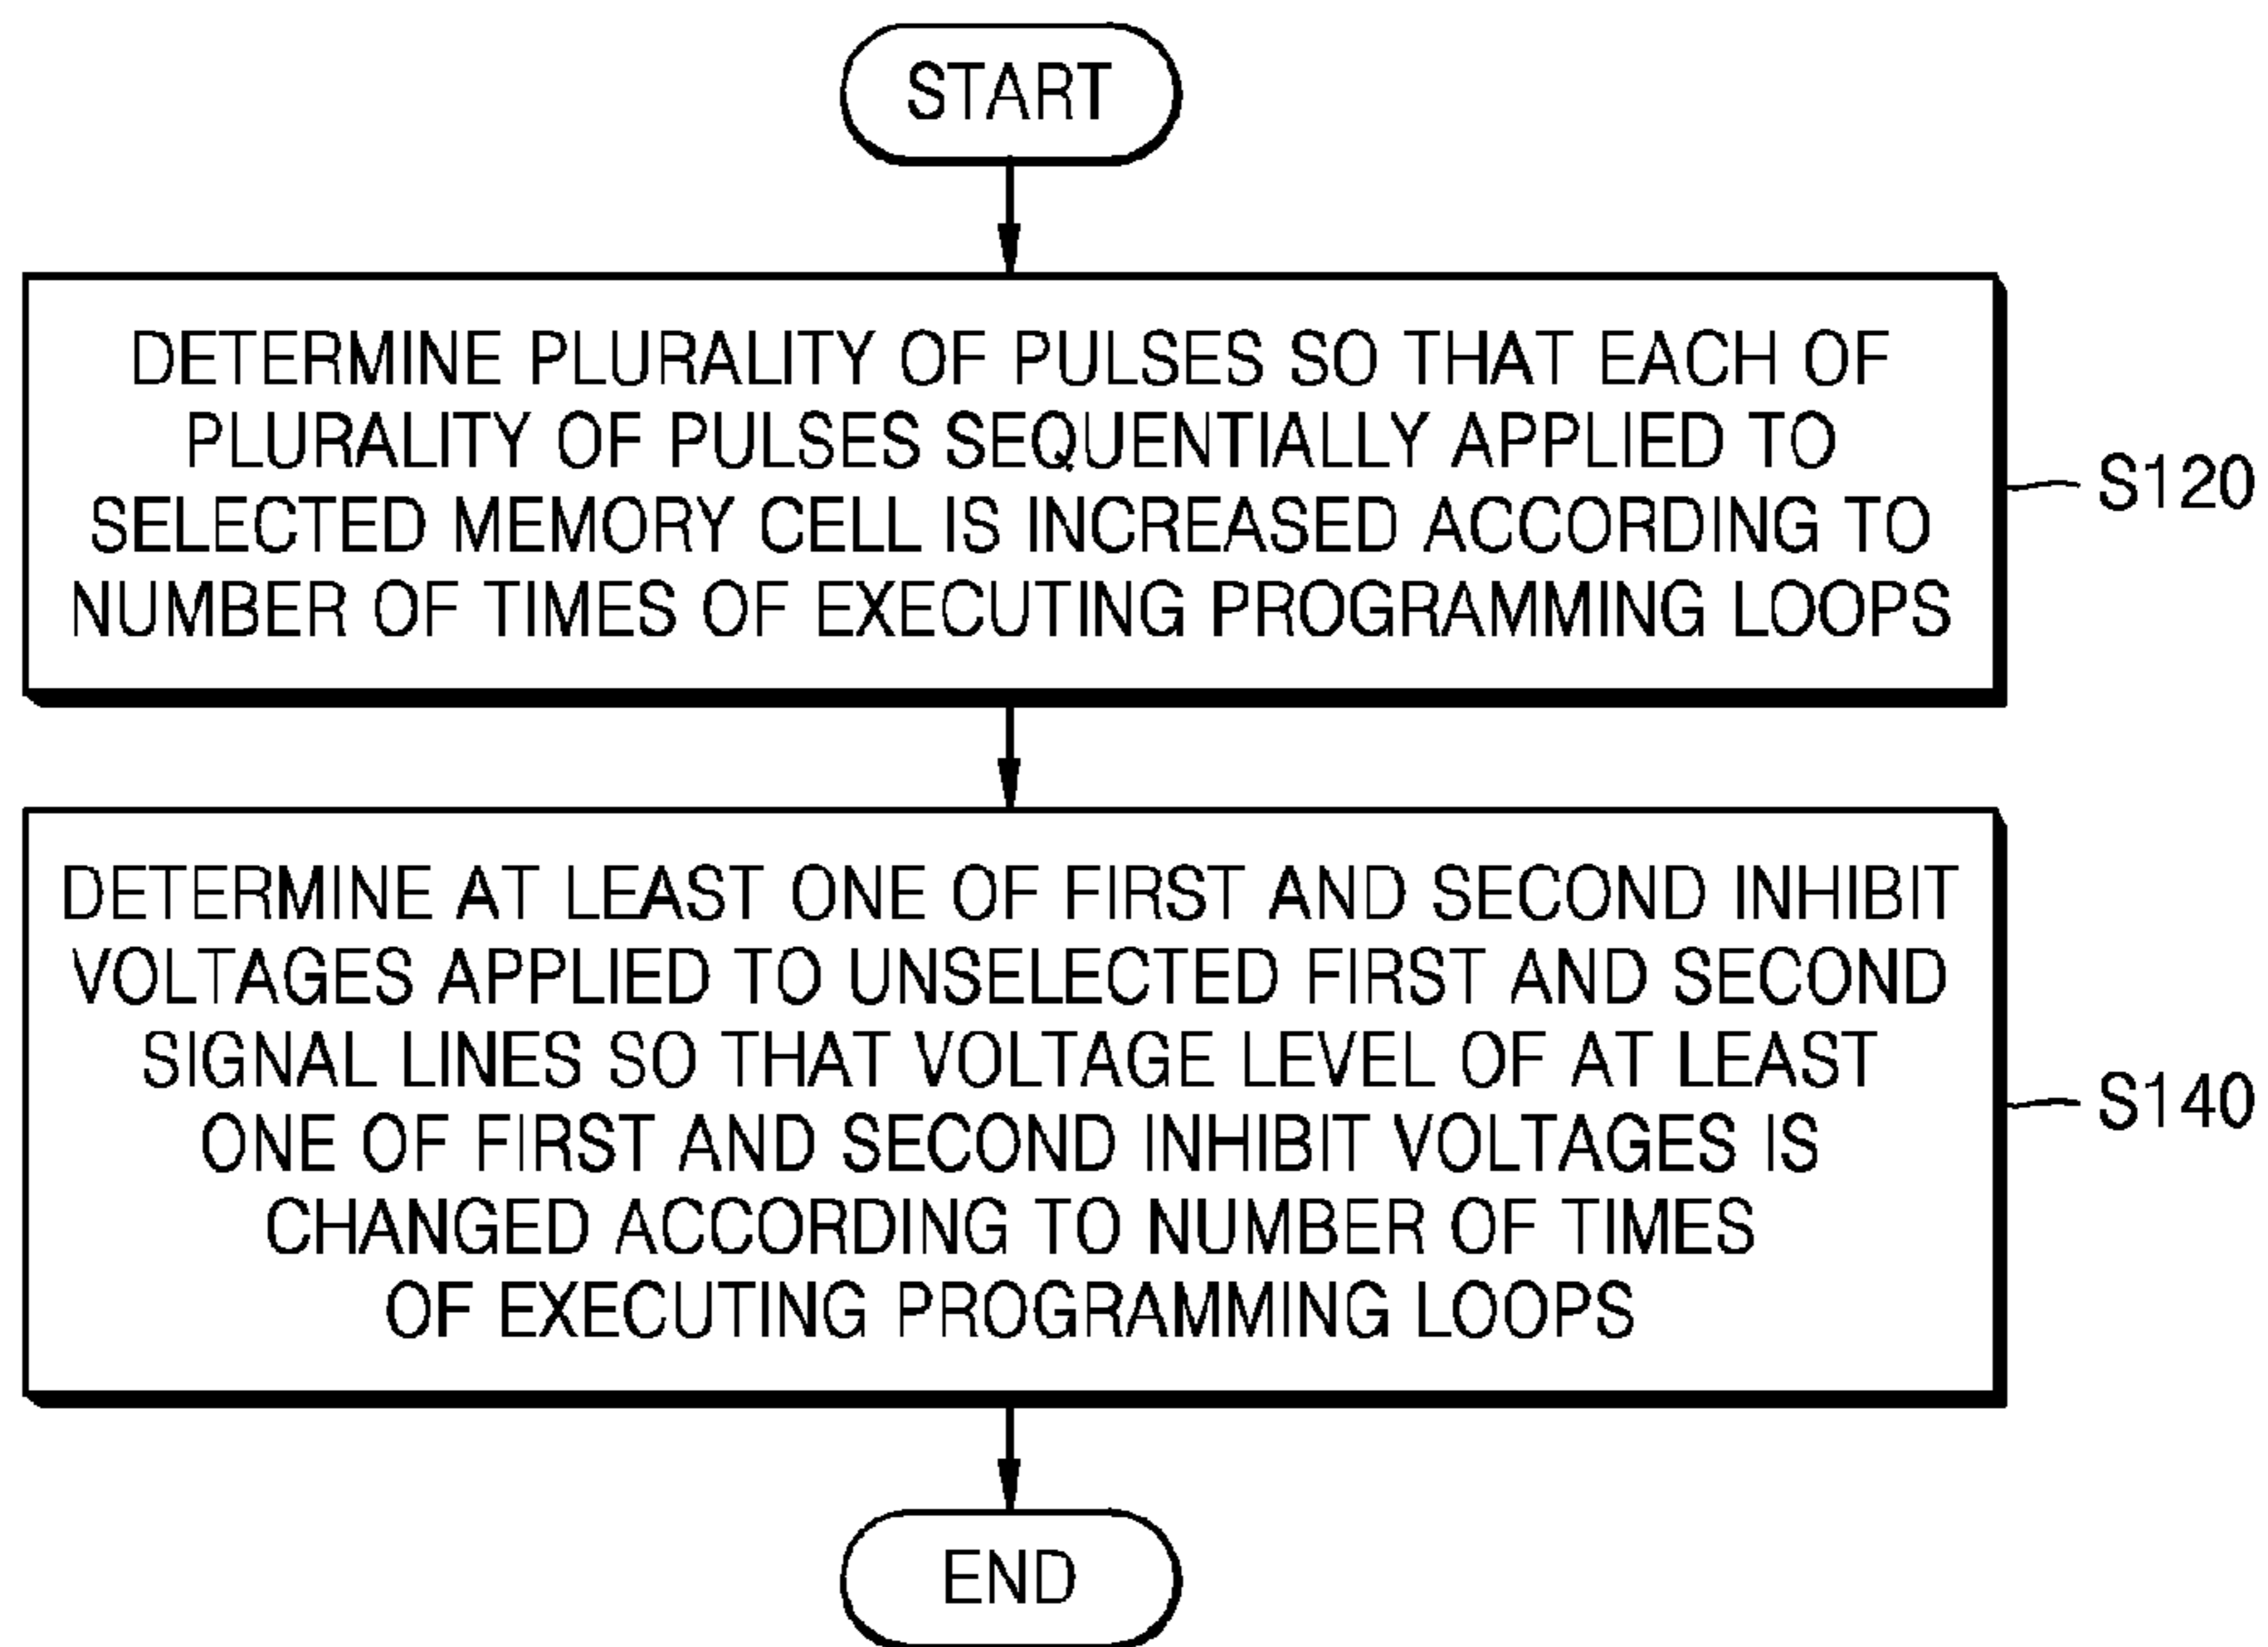 START
DETERMINE PLURALITY OF PULSES SO THAT EACH OF
PLURALITY OF PULSES SEQUENTIALLY APPLIED TO
SELECTED MEMORY CELL IS INCREASED ACCORDING TO
NUMBER OF TIMES OF EXECUTING PROGRAMMING LOOPS
S120
DETERMINE AT LEAST ONE OF FIRST AND SECOND INHIBIT
VOLTAGES APPLIED TO UNSELECTED FIRST AND SECOND
SIGNAL LINES SO THAT VOLTAGE LEVEL OF AT LEAST
ONE OF FIRST AND SECOND INHIBIT VOLTAGES IS
CHANGED ACCORDING TO NUMBER OF TIMES
OF EXECUTING PROGRAMMING LOOPS
S140
END